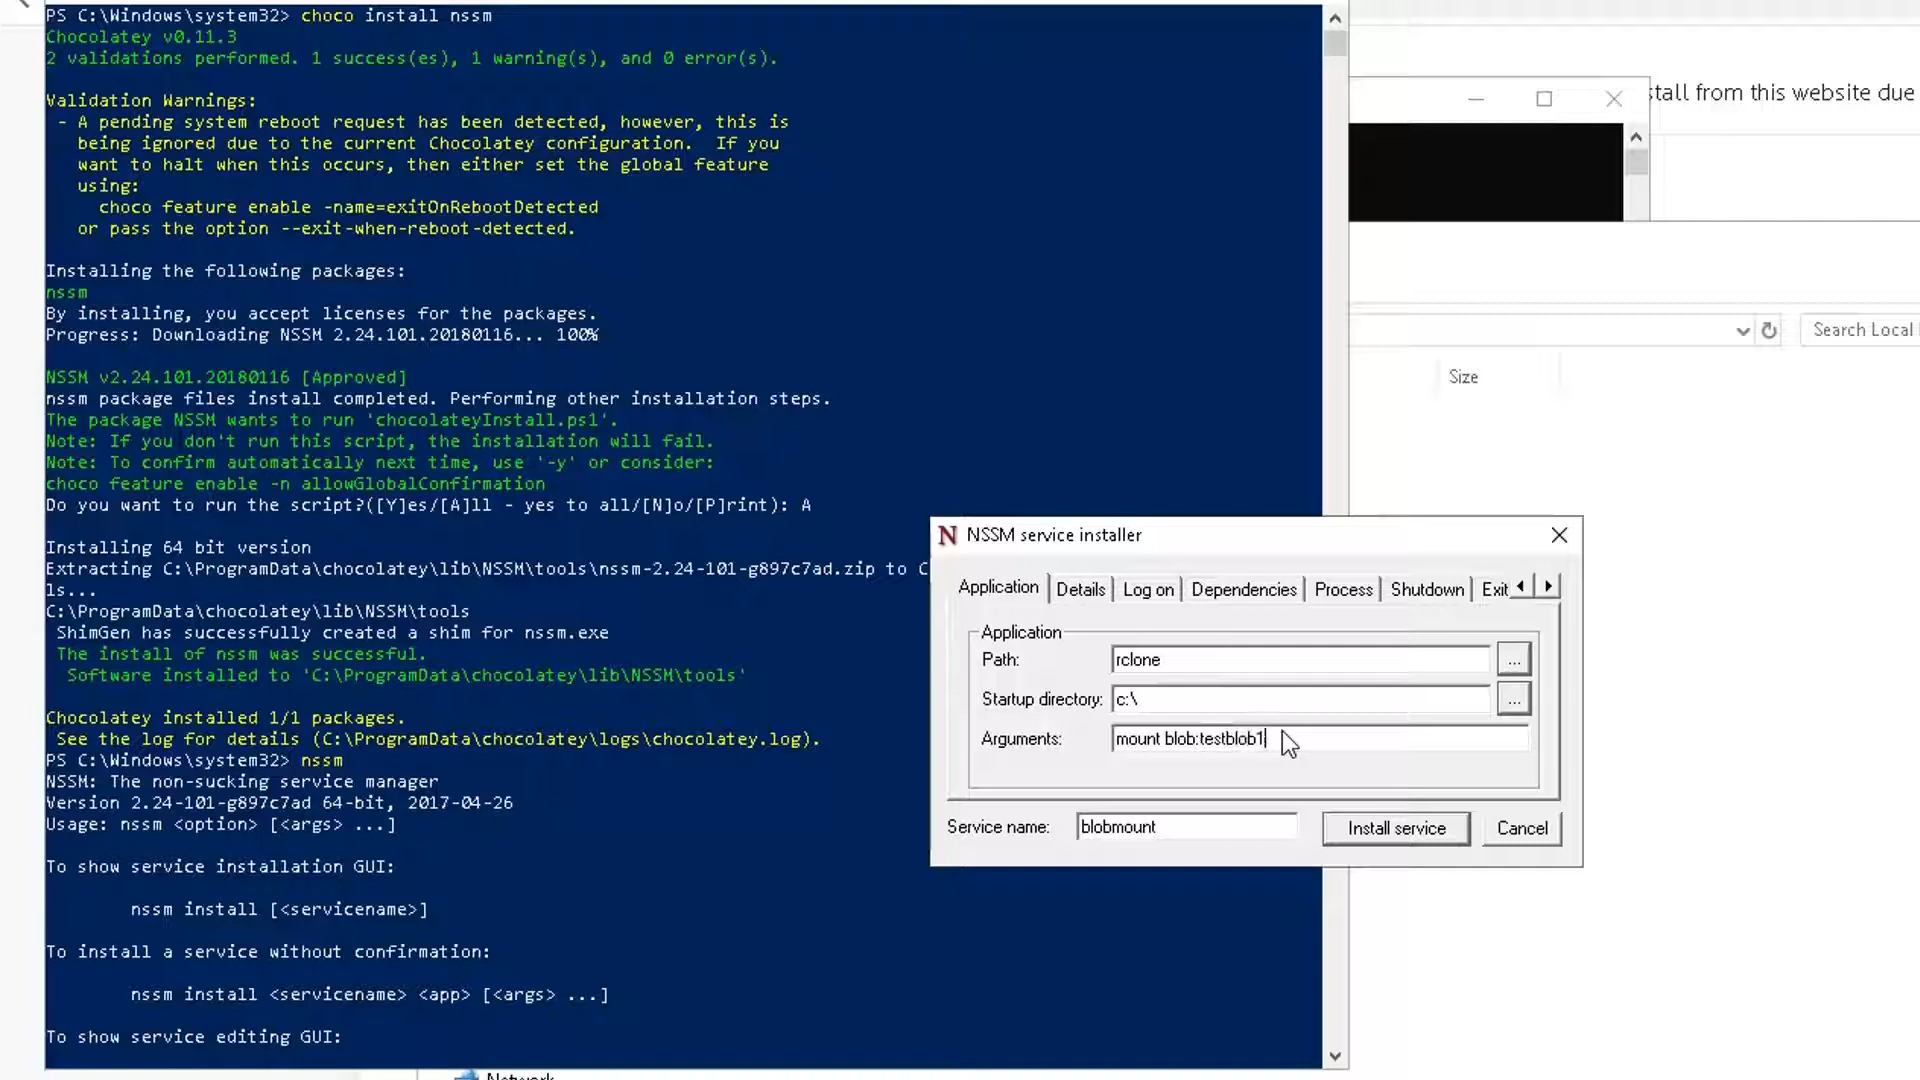 PS C:\Windows\system32> choco install nssm
Chocolatey v0.11.3
2 validations performed. 1 success(es), 1 warning(s), and 0 error(s).
Validation Warnings:
- A pending system reboot request has been detected, however, this is
being ignored due to the current Chocolatey configuration.  If you
want to halt when this occurs, then either set the global feature
using:
choco feature enable -name=exitOnRebootDetected
or pass the option --exit-when-reboot-detected.
Installing the following packages:
nssm
By installing, you accept licenses for the packages.
Progress: Downloading NSSM 2.24.101.20180116... 100%
NSSM v2.24.101.20180116 [Approved]
nssm package files install completed. Performing other installation steps.
The package NSSM wants to run 'chocolateyInstall.ps1'.
Note: If you don't run this script, the installation will fail.
Note: To confirm automatically next time, use '-y' or consider:
choco feature enable -n allowGlobalConfirmation
Do you want to run the script?([Y]es/[A]ll - yes to all/[N]o/[P]rint): A
Installing 64 bit version
Extracting C:\ProgramData\chocolatey\lib\NSSM\tools\nssm-2.24-101-g897c7ad.zip to C
ls...
C:\ProgramData\chocolatey\lib\NSSM\tools
ShimGen has successfully created a shim for nssm.exe
The install of nssm was successful.
Software installed to 'C:\ProgramData\chocolatey\lib\NSSM\tools'
Chocolatey installed 1/1 packages.
See the log for details (C:\ProgramData\chocolatey\logs\chocolatey.log).
PS C:\Windows\system32> nssm
NSSM: The non-sucking service manager
Version 2.24-101-g897c7ad 64-bit, 2017-04-26
Usage: nssm <option> [<args> ...]
To show service installation GUI:
nssm install [<servicename>]
To install a service without confirmation:
nssm install <servicename> <app> [<args> ...]
To show service editing GUI:
stall from this website due
Search Local
Size
N NSSM service installer
Application Details Log on Dependencies Process Shutdown Exit
Application
Path: rclone ...
Startup directory: c:\ ...
Arguments: mount blob:testblob1
Service name: blobmount Install service Cancel
Network